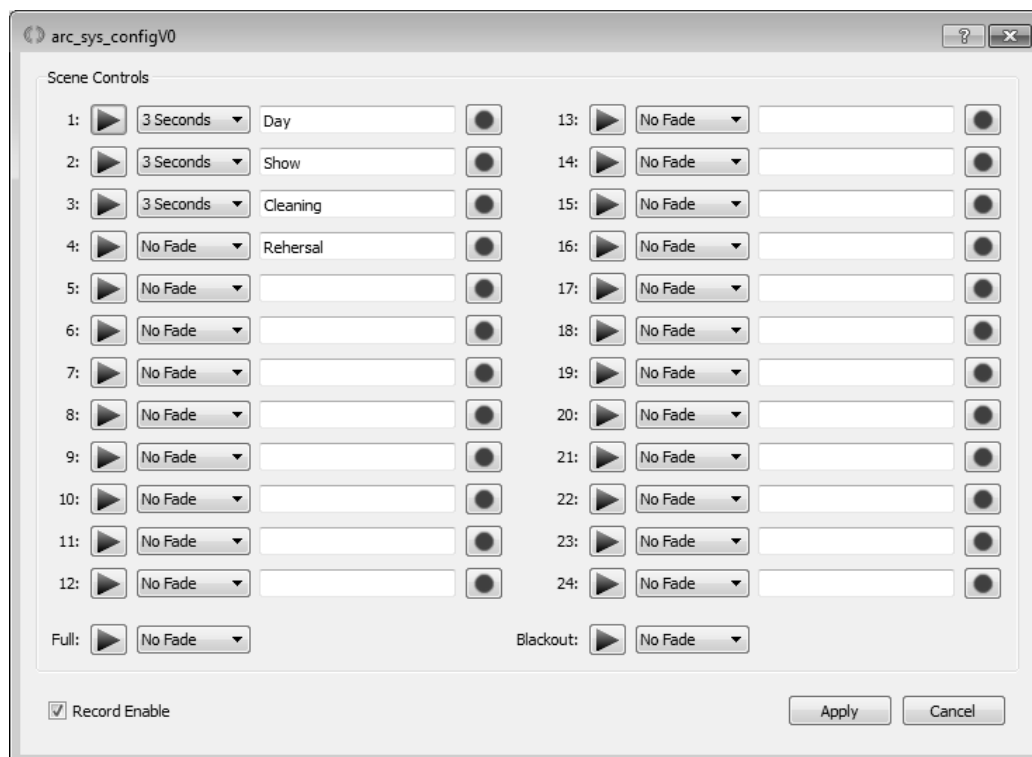 arc_sys_configV0
?
Scene Controls
1: 3 Seconds Day
2: 3 Seconds Show
3: 3 Seconds Cleaning
4: No Fade Rehersal
5: No Fade
6: No Fade
7: No Fade
8: No Fade
9: No Fade
10: No Fade
11: No Fade
12: No Fade
Full: No Fade
13: No Fade
14: No Fade
15: No Fade
16: No Fade
17: No Fade
18: No Fade
19: No Fade
20: No Fade
21: No Fade
22: No Fade
23: No Fade
24: No Fade
Blackout: No Fade
Record Enable
Apply
Cancel